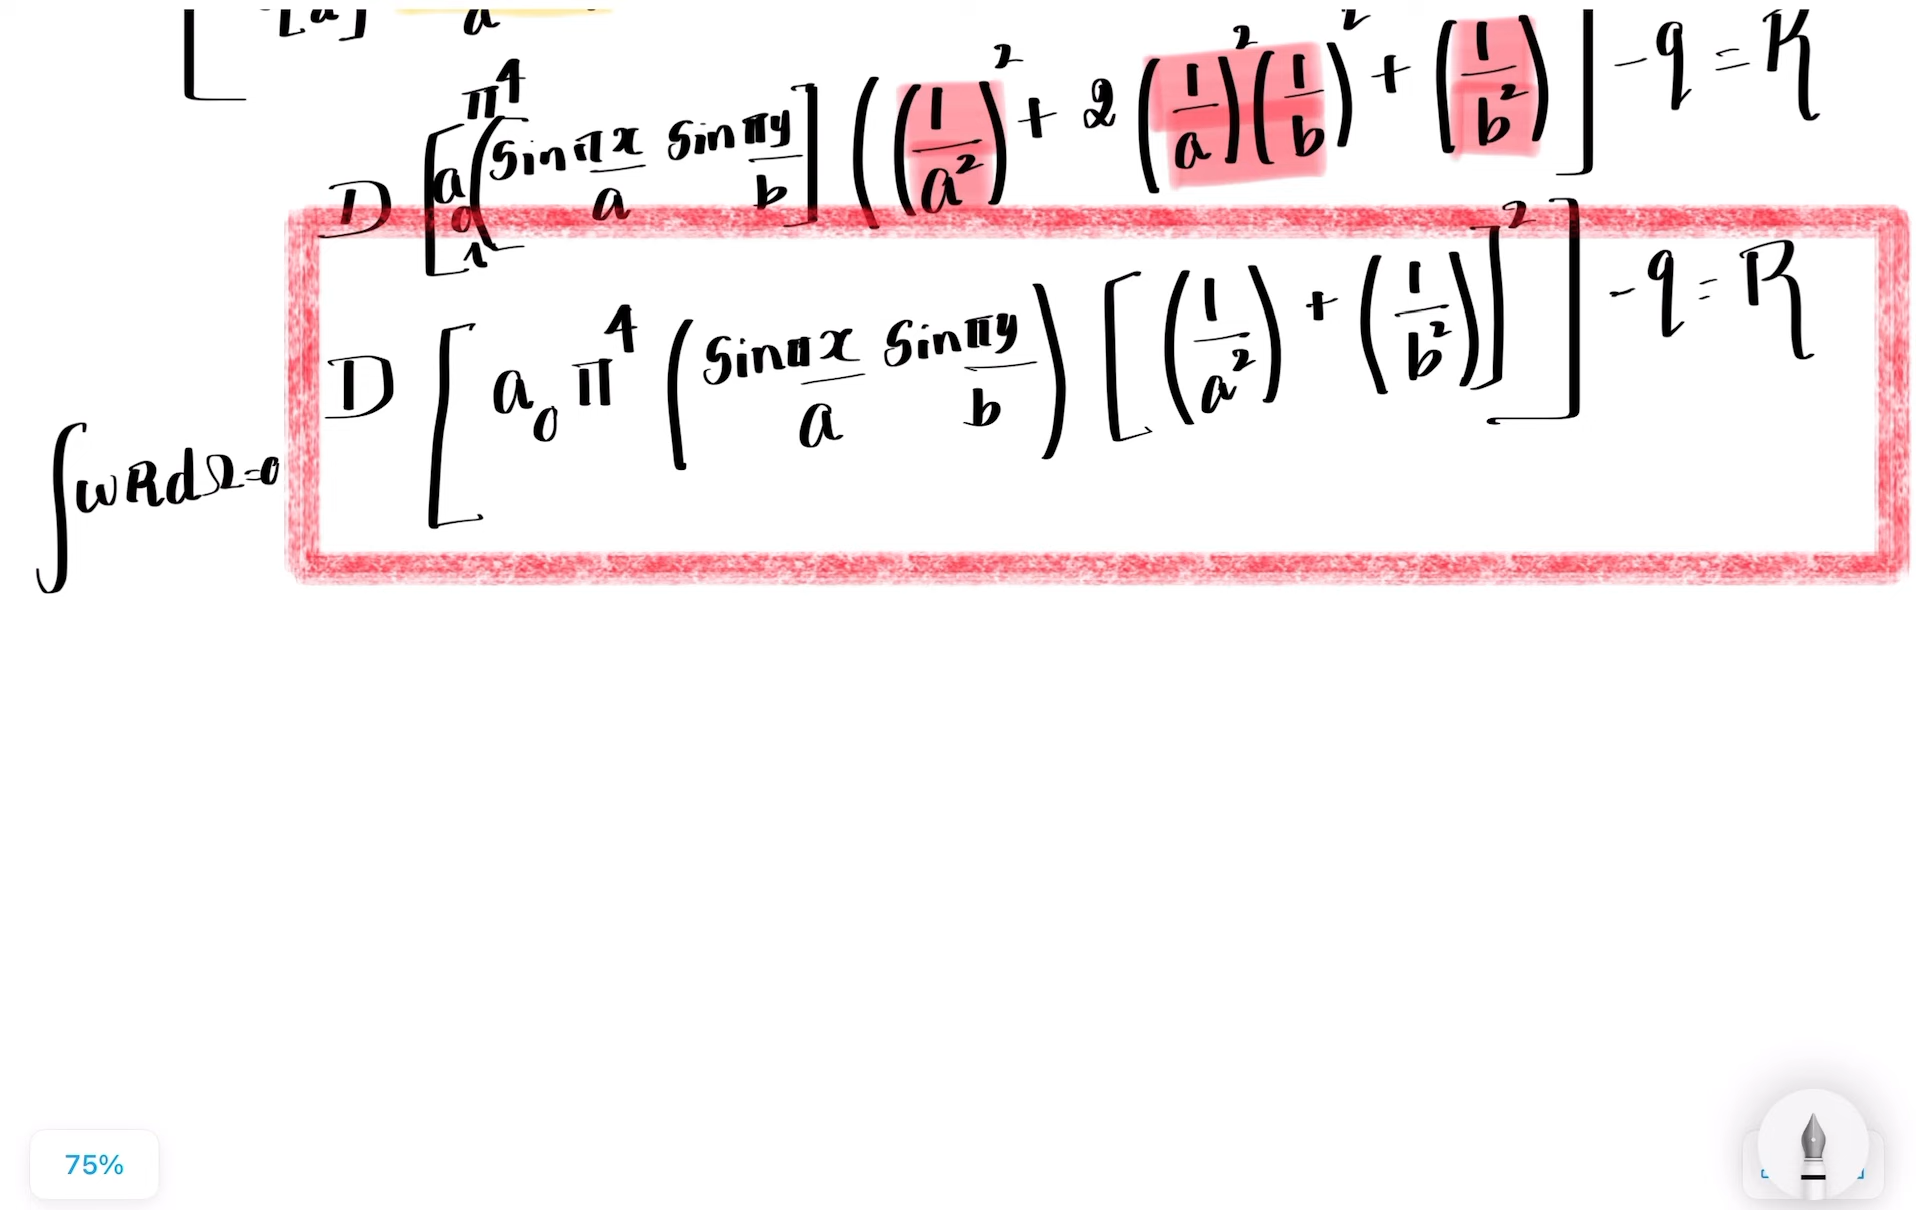 [a] a
D [a₀ π⁴ (sin πx/a sin πy/b] ((1/a²)² + 2 (1/a)²(1/b)² + (1/b²)] - q = R
D [a₀ π⁴ (sin πx/a sin πy/b) [(1/a²) + (1/b²)]²] - q = R
∫ωRdΩ=0
75%